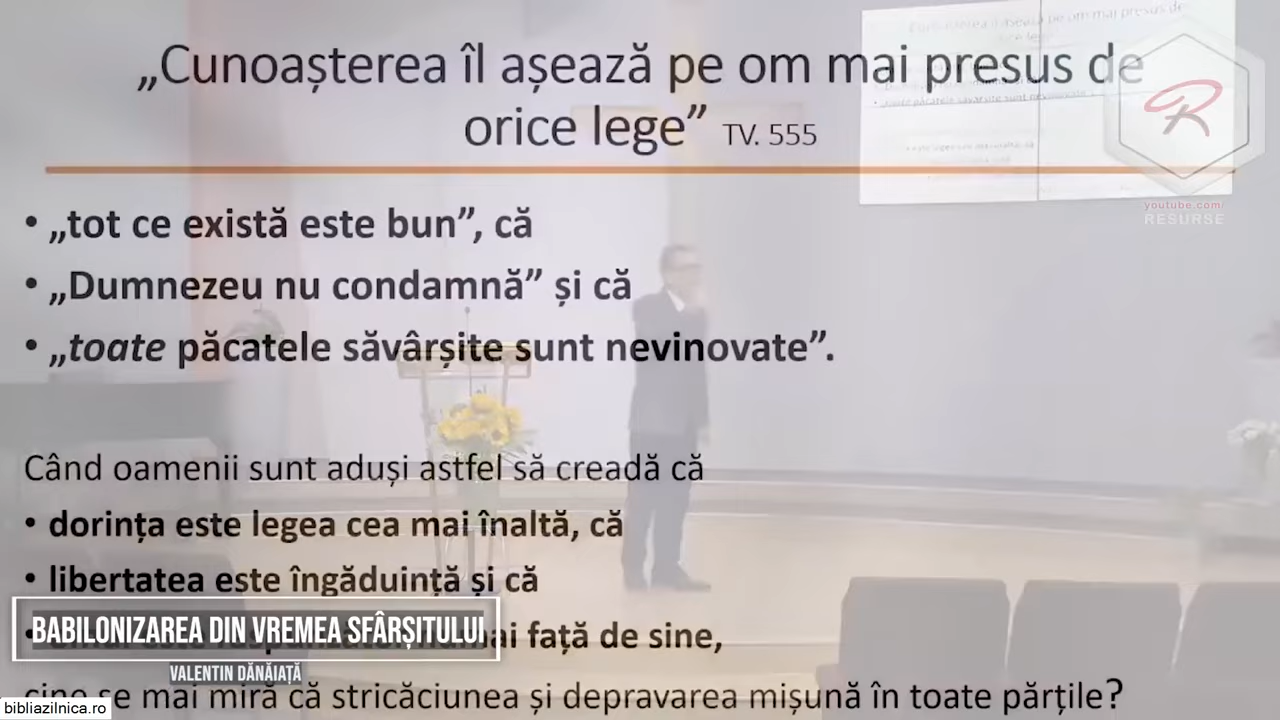 „Cunoașterea îl așează pe om mai presus de
orice lege” TV. 555
• „tot ce există este bun”, că
• „Dumnezeu nu condamnă” și că
• „toate păcatele săvârșite sunt nevinovate”.
Când oamenii sunt aduși astfel să creadă că
• dorința este legea cea mai înaltă, că
• libertatea este îngăduință și că
față de sine,
se mai miră că stricăciunea și depravarea mișună în toate părțile?
BABILONIZAREA DIN VREMEA SFÂRȘITULUI
VALENTIN DĂNĂIAȚĂ
bibliazilnica.ro
R
youtube.com/
RESURSE